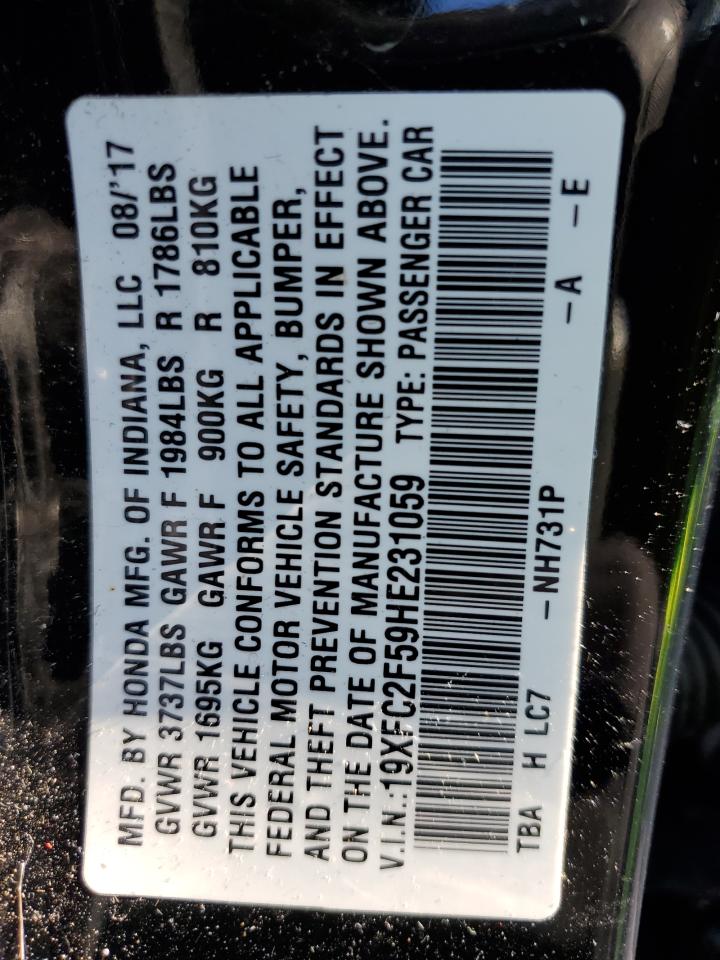 MFD. BY HONDA MFG. OF INDIANA, LLC 08/'17
GVWR 3737LBS GAWR F 1984LBS R 1786LBS
GVWR 1695KG GAWR F 900KG R 810KG
THIS VEHICLE CONFORMS TO ALL APPLICABLE
FEDERAL MOTOR VEHICLE SAFETY, BUMPER,
AND THEFT PREVENTION STANDARDS IN EFFECT
ON THE DATE OF MANUFACTURE SHOWN ABOVE.
V.I.N.:19XFC2F59HE231059 TYPE: PASSENGER CAR
TBA H LC7 -NH731P -A -E